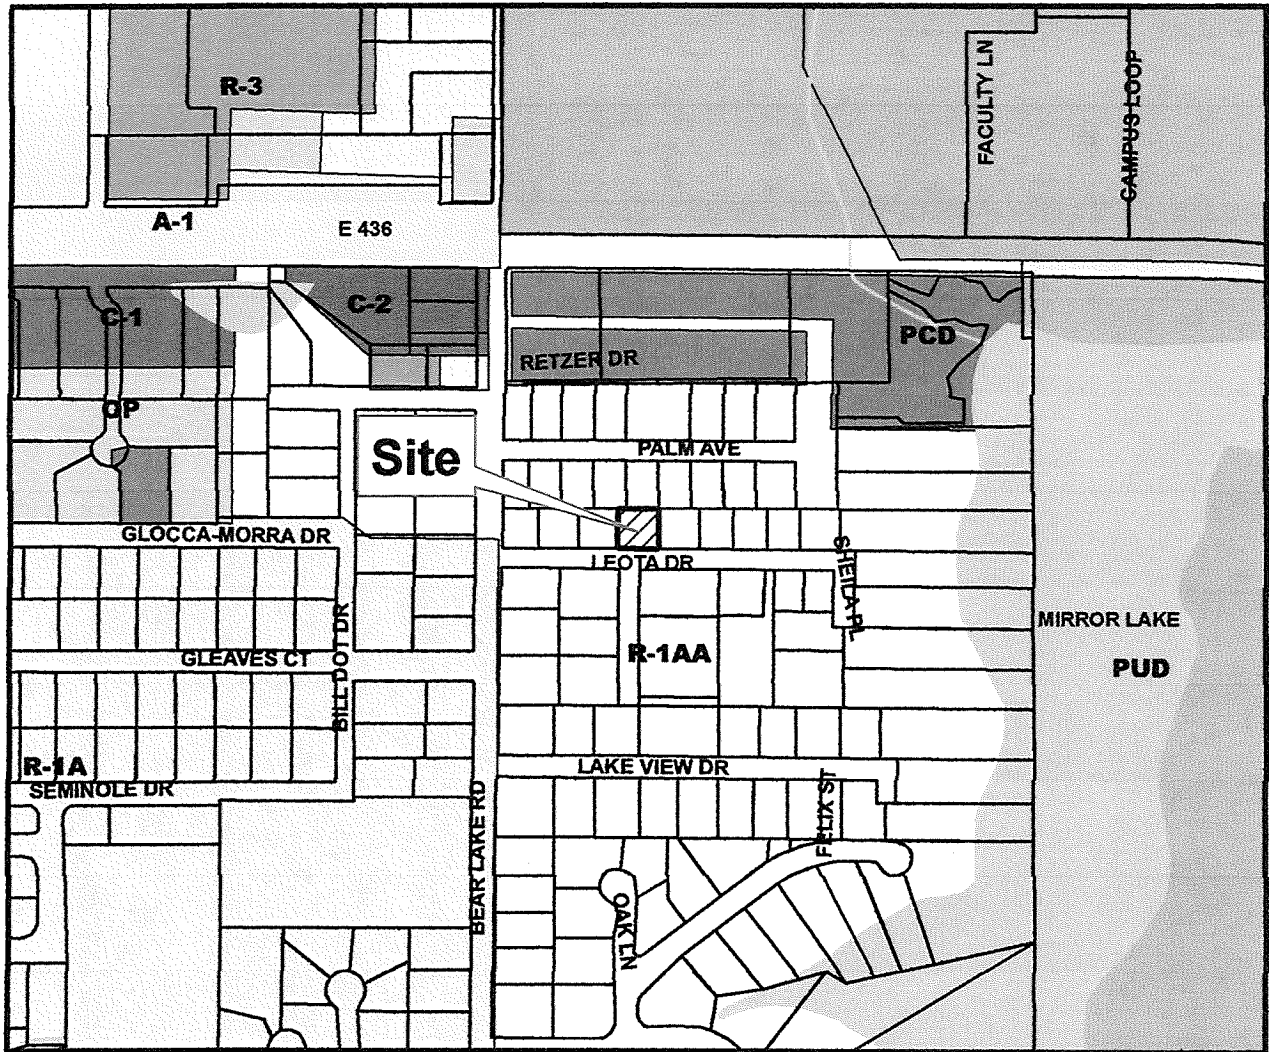 FACULTY LN
CAMPUS LOOP
R-3
A-1
E 436
C-2
C-1
PCD
RETZER DR
OP
PALM AVE
Site
GLOCCA-MORRA DR
LEOTA DR
SHEILA PL
MIRROR LAKE
R-1AA
PUD
GLEAVES CT
BILL DOT DR
R-1A
LAKE VIEW DR
SEMINOLE DR
FELIX ST
BEAR LAKE RD
OAK LN